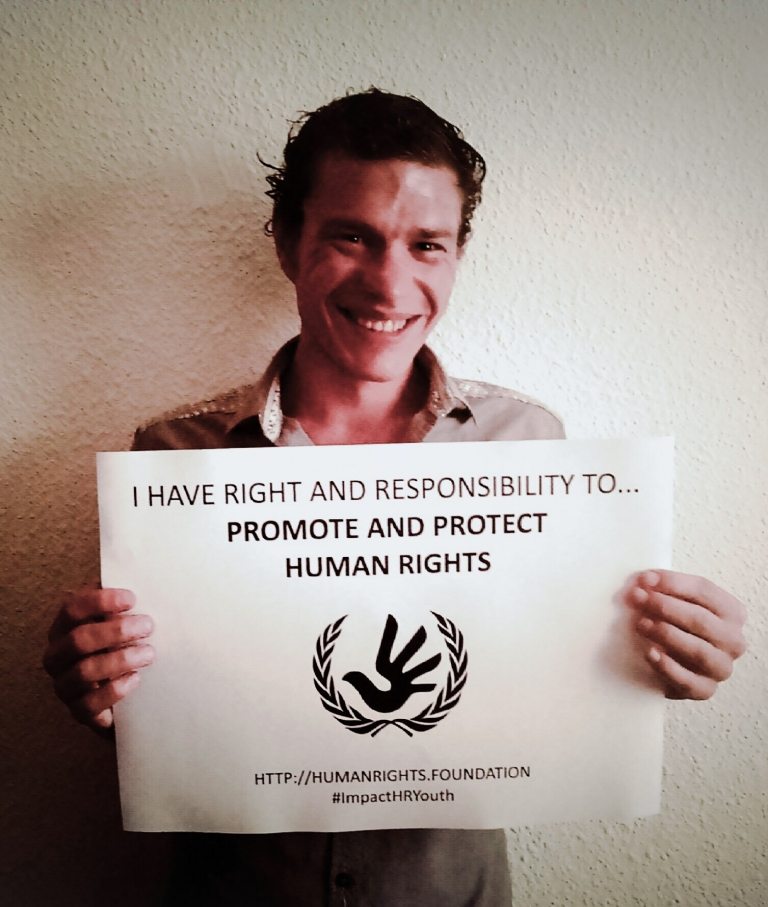 I HAVE RIGHT AND RESPONSIBILITY TO...
PROMOTE AND PROTECT
HUMAN RIGHTS
HTTP://HUMANRIGHTS.FOUNDATION
#ImpactHRYouth